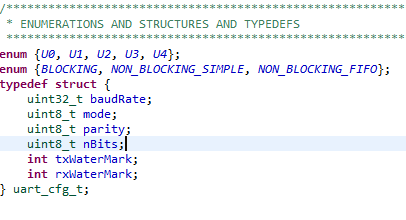 /*******************************************************
 * ENUMERATIONS AND STRUCTURES AND TYPEDEFS
 *******************************************************
enum {U0, U1, U2, U3, U4};
enum {BLOCKING, NON_BLOCKING_SIMPLE, NON_BLOCKING_FIFO};
typedef struct {
    uint32_t baudRate;
    uint8_t mode;
    uint8_t parity;
    uint8_t nBits;
    int txWaterMark;
    int rxWaterMark;
} uart_cfg_t;